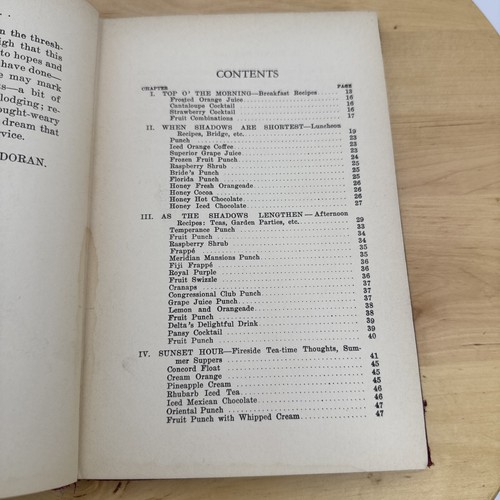 . .
n the thresh-
igh that this
to hopes and
have done—
e may mark
s—a bit of
lodging; re-
ought-weary
dream that
rvice.
DORAN.
CONTENTS
CHAPTER PAGE
I. TOP O' THE MORNING—Breakfast Recipes . 13
Frosted Orange Juice . . . 16
Cantaloupe Cocktail . . . 16
Strawberry Cocktail . . . 16
Fruit Combinations . . . 17
II. WHEN SHADOWS ARE SHORTEST—Luncheon
Recipes, Bridge, etc. . . . 19
Punch . . . 23
Iced Orange Coffee . . . 23
Superior Grape Juice . . . 23
Frozen Fruit Punch . . . 24
Raspberry Shrub . . . 25
Bride's Punch . . . 25
Florida Punch . . . 26
Honey Fresh Orangeade . . . 26
Honey Cocoa . . . 26
Honey Hot Chocolate . . . 26
Honey Iced Chocolate . . . 27
III. AS THE SHADOWS LENGTHEN—Afternoon
Recipes: Teas, Garden Parties, etc. . . . 29
Temperance Punch . . . 33
Fruit Punch . . . 34
Raspberry Shrub . . . 34
Frappé . . . 35
Meridian Mansions Punch . . . 35
Fiji Frappé . . . 36
Royal Purple . . . 36
Fruit Swizzle . . . 36
Cranaps . . . 37
Congressional Club Punch . . . 37
Grape Juice Punch . . . 37
Lemon and Orangeade . . . 38
Fruit Punch . . . 38
Delta's Delightful Drink . . . 39
Pansy Cocktail . . . 39
Fruit Punch . . . 40
IV. SUNSET HOUR—Fireside Tea-time Thoughts, Sum-
mer Suppers . . . 41
Concord Float . . . 45
Cream Orange . . . 45
Pineapple Cream . . . 45
Rhubarb Iced Tea . . . 46
Iced Mexican Chocolate . . . 46
Oriental Punch . . . 47
Fruit Punch with Whipped Cream . . . 47